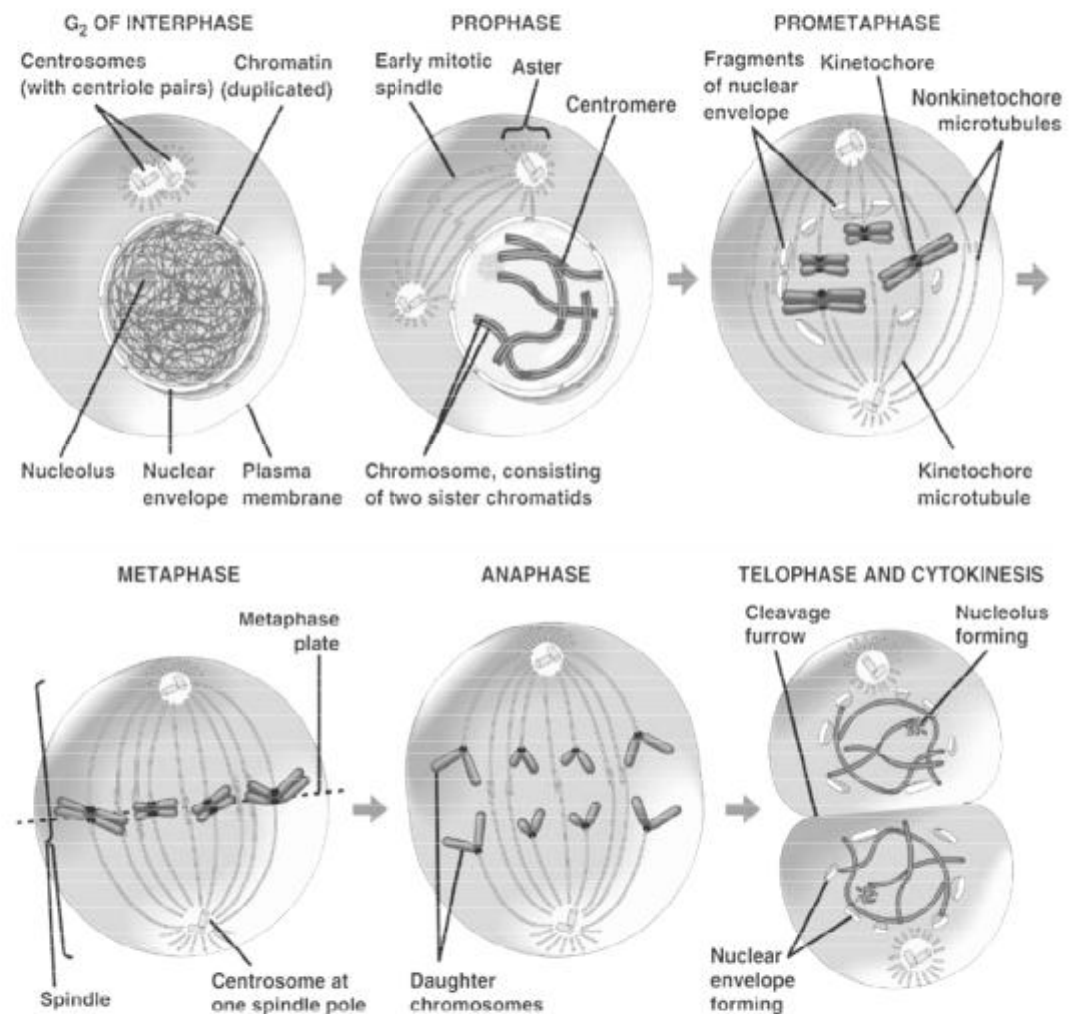 G₂ OF INTERPHASE
Centrosomes
(with centriole pairs)
Chromatin
(duplicated)
Nucleolus
Nuclear
envelope
Plasma
membrane
PROPHASE
Early mitotic
spindle
Aster
Centromere
Chromosome, consisting
of two sister chromatids
PROMETAPHASE
Fragments
of nuclear
envelope
Kinetochore
Nonkinetochore
microtubules
Kinetochore
microtubule
METAPHASE
Metaphase
plate
Spindle
Centrosome at
one spindle pole
ANAPHASE
Daughter
chromosomes
TELOPHASE AND CYTOKINESIS
Cleavage
furrow
Nucleolus
forming
Nuclear
envelope
forming